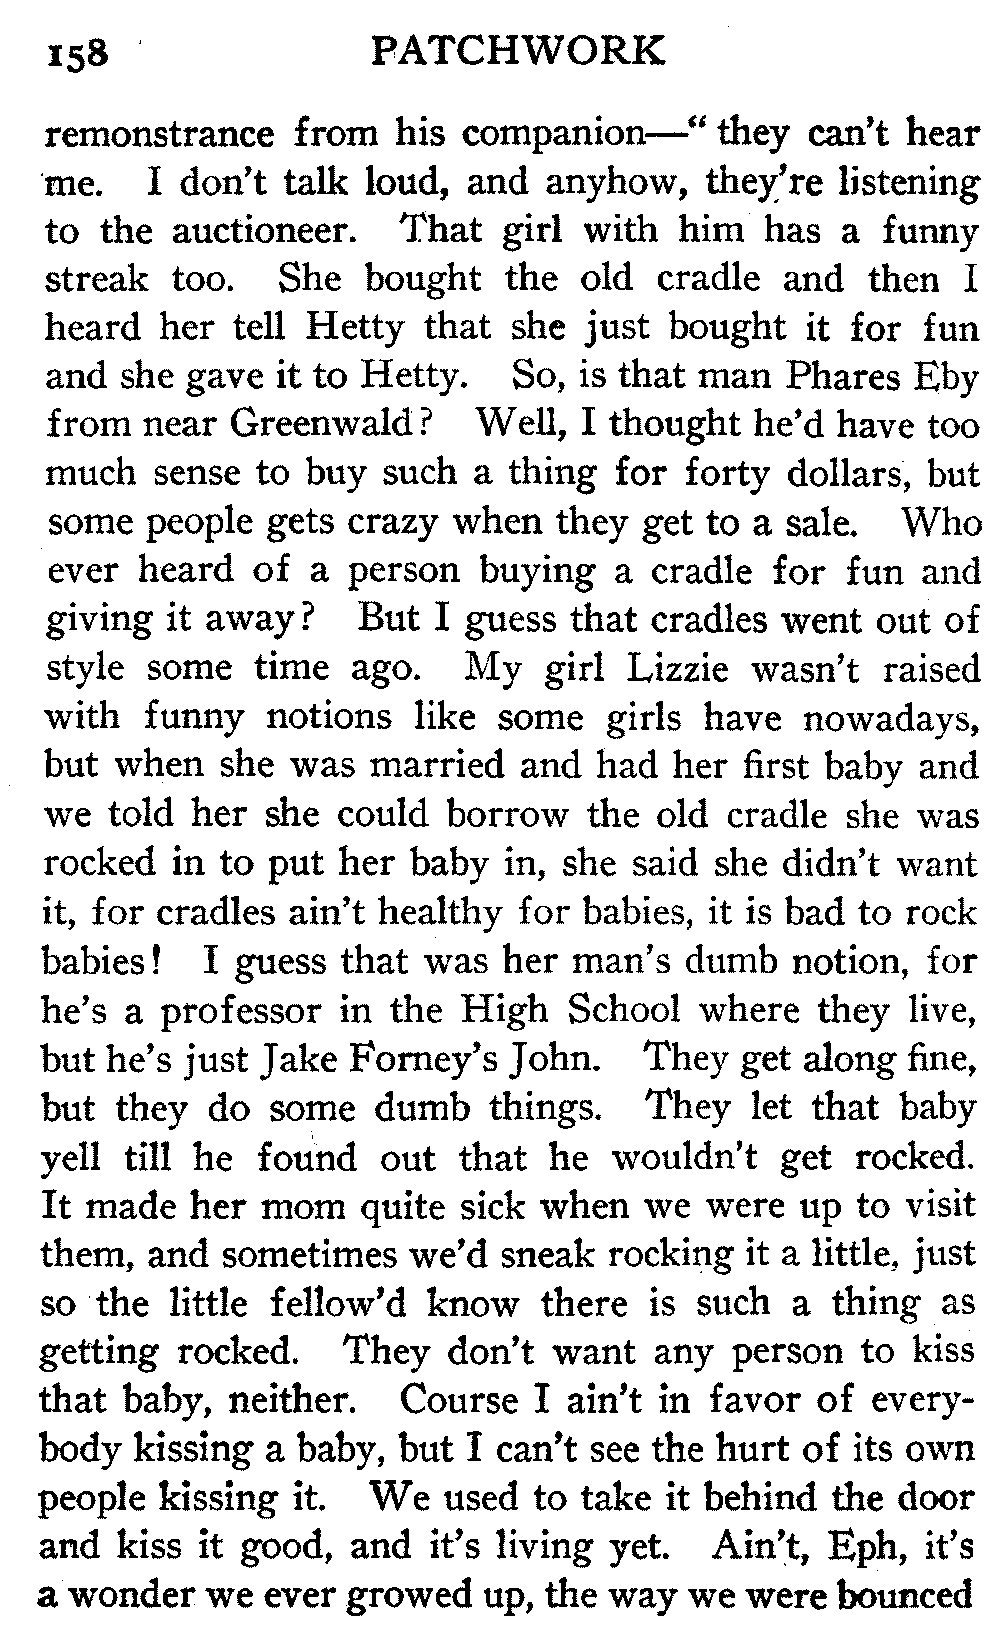 158 PATCHWORK
remonstrance from his companion—“ they can't hear
me. I don't talk loud, and anyhow, they're listening
to the auctioneer. That girl with him has a funny
streak too. She bought the old cradle and then I
heard her tell Hetty that she just bought it for fun
and she gave it to Hetty. So, is that man Phares Eby
from near Greenwald? Well, I thought he'd have too
much sense to buy such a thing for forty dollars, but
some people gets crazy when they get to a sale. Who
ever heard of a person buying a cradle for fun and
giving it away? But I guess that cradles went out of
style some time ago. My girl Lizzie wasn't raised
with funny notions like some girls have nowadays,
but when she was married and had her first baby and
we told her she could borrow the old cradle she was
rocked in to put her baby in, she said she didn't want
it, for cradles ain't healthy for babies, it is bad to rock
babies! I guess that was her man's dumb notion, for
he's a professor in the High School where they live,
but he's just Jake Forney's John. They get along fine,
but they do some dumb things. They let that baby
yell till he found out that he wouldn't get rocked.
It made her mom quite sick when we were up to visit
them, and sometimes we'd sneak rocking it a little, just
so the little fellow'd know there is such a thing as
getting rocked. They don't want any person to kiss
that baby, neither. Course I ain't in favor of every-
body kissing a baby, but I can't see the hurt of its own
people kissing it. We used to take it behind the door
and kiss it good, and it's living yet. Ain't, Eph, it's
a wonder we ever growed up, the way we were bounced